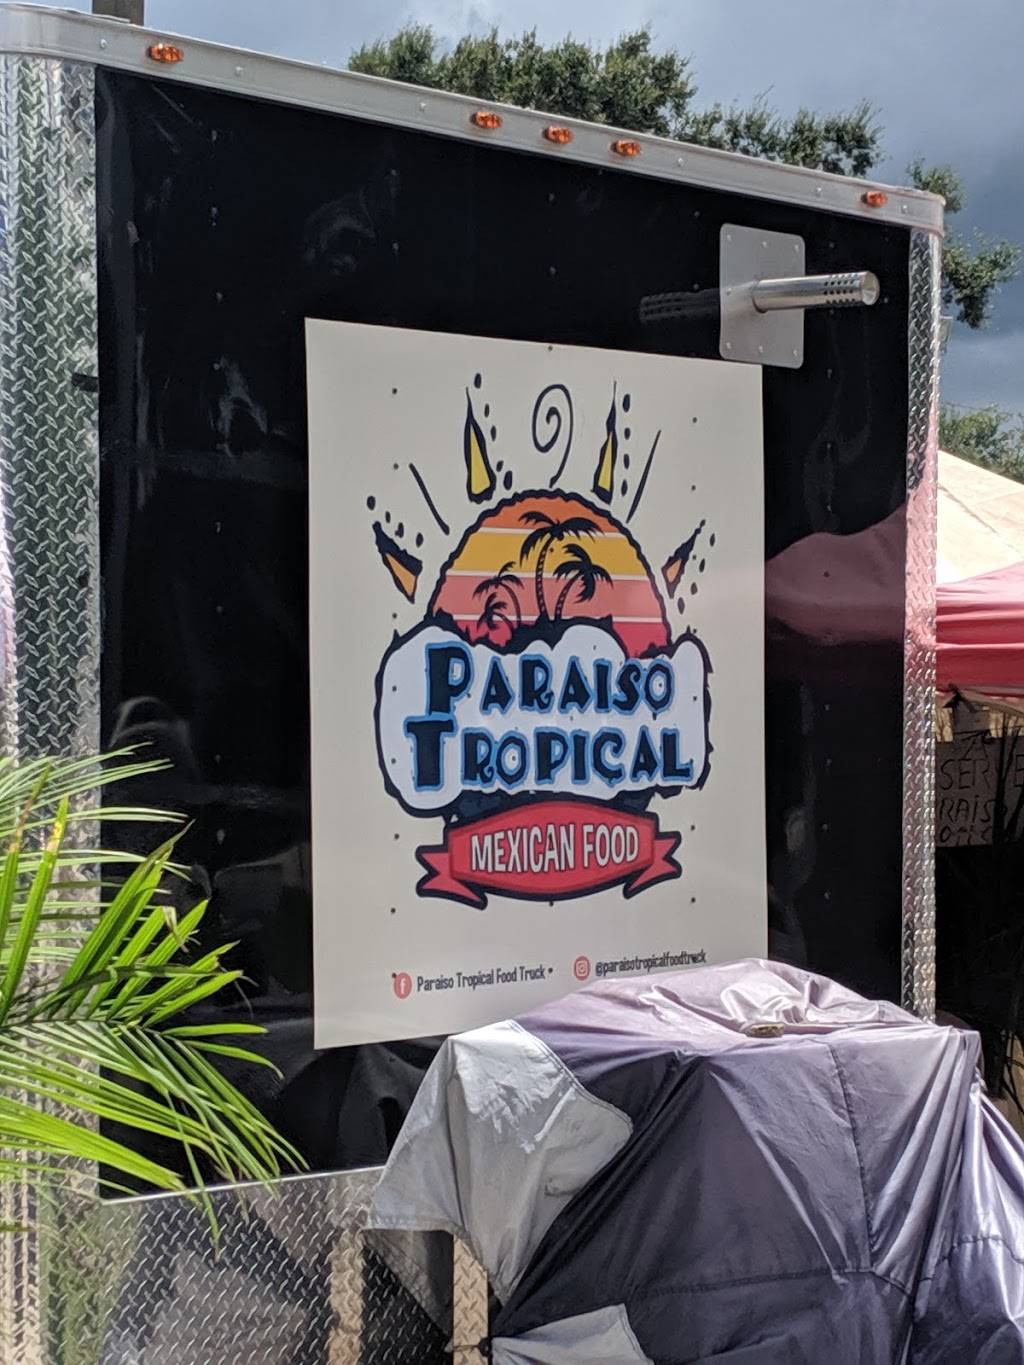 PARAISO
TROPICAL
MEXICAN FOOD
f Paraiso Tropical Food Truck
@paraisotropicalfoodtruck